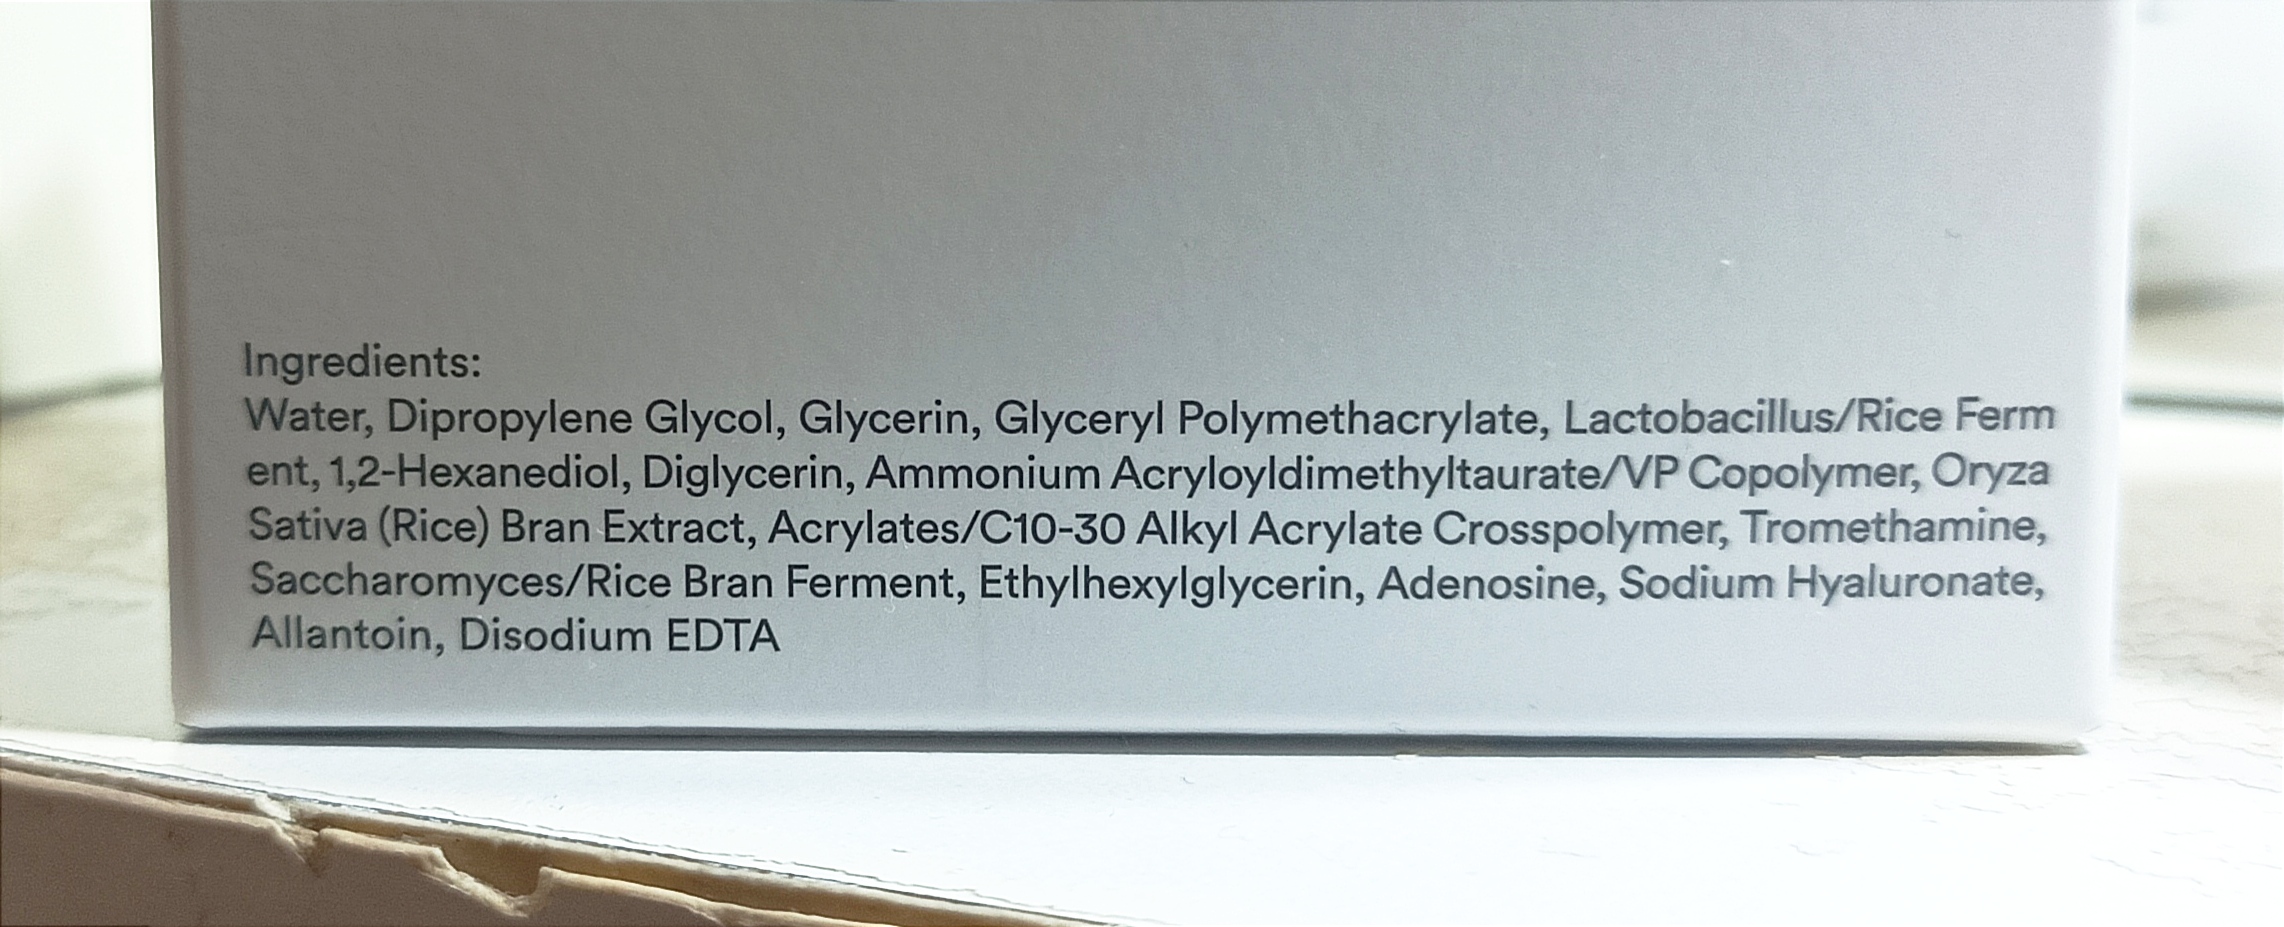 Ingredients:
Water, Dipropylene Glycol, Glycerin, Glyceryl Polymethacrylate, Lactobacillus/Rice Ferm
ent, 1,2-Hexanediol, Diglycerin, Ammonium Acryloyldimethyltaurate/VP Copolymer, Oryza
Sativa (Rice) Bran Extract, Acrylates/C10-30 Alkyl Acrylate Crosspolymer, Tromethamine,
Saccharomyces/Rice Bran Ferment, Ethylhexylglycerin, Adenosine, Sodium Hyaluronate,
Allantoin, Disodium EDTA